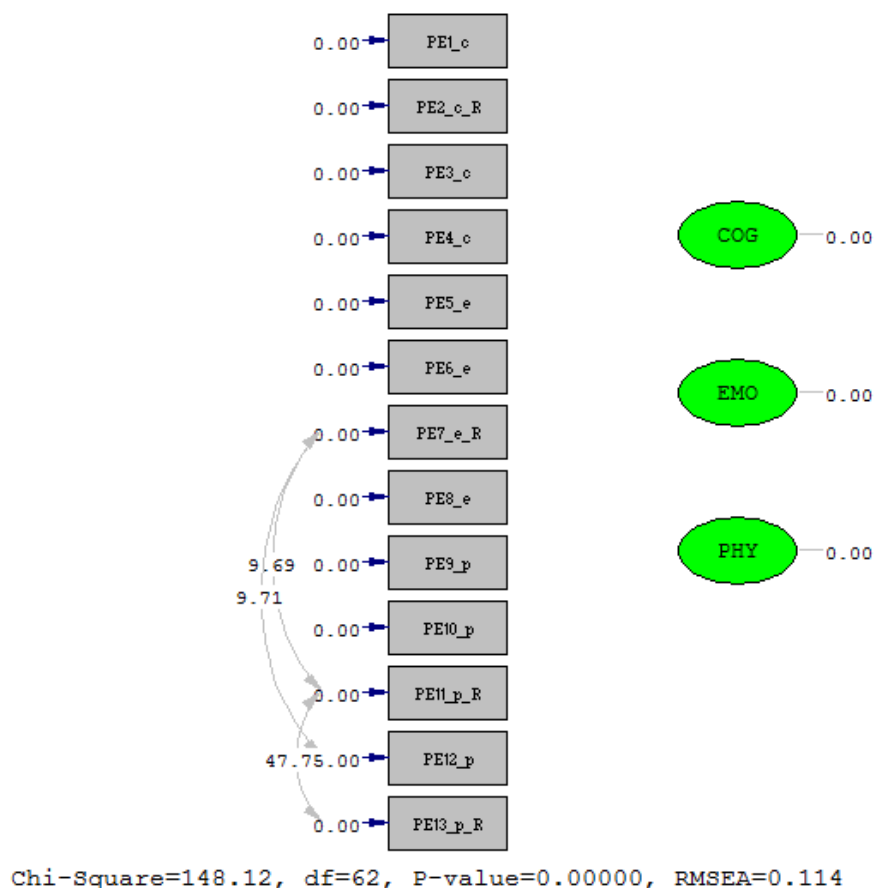 0.00 PE1_c
0.00 PE2_c_R
0.00 PE3_c
0.00 PE4_c
COG 0.00
0.00 PE5_e
0.00 PE6_e
EMO 0.00
0.00 PE7_e_R
0.00 PE8_e
9.69 0.00 PE9_p
PHY 0.00
9.71
0.00 PE10_p
0.00 PE11_p_R
47.75.00 PE12_p
0.00 PE13_p_R
Chi-Square=148.12, df=62, P-value=0.00000, RMSEA=0.114